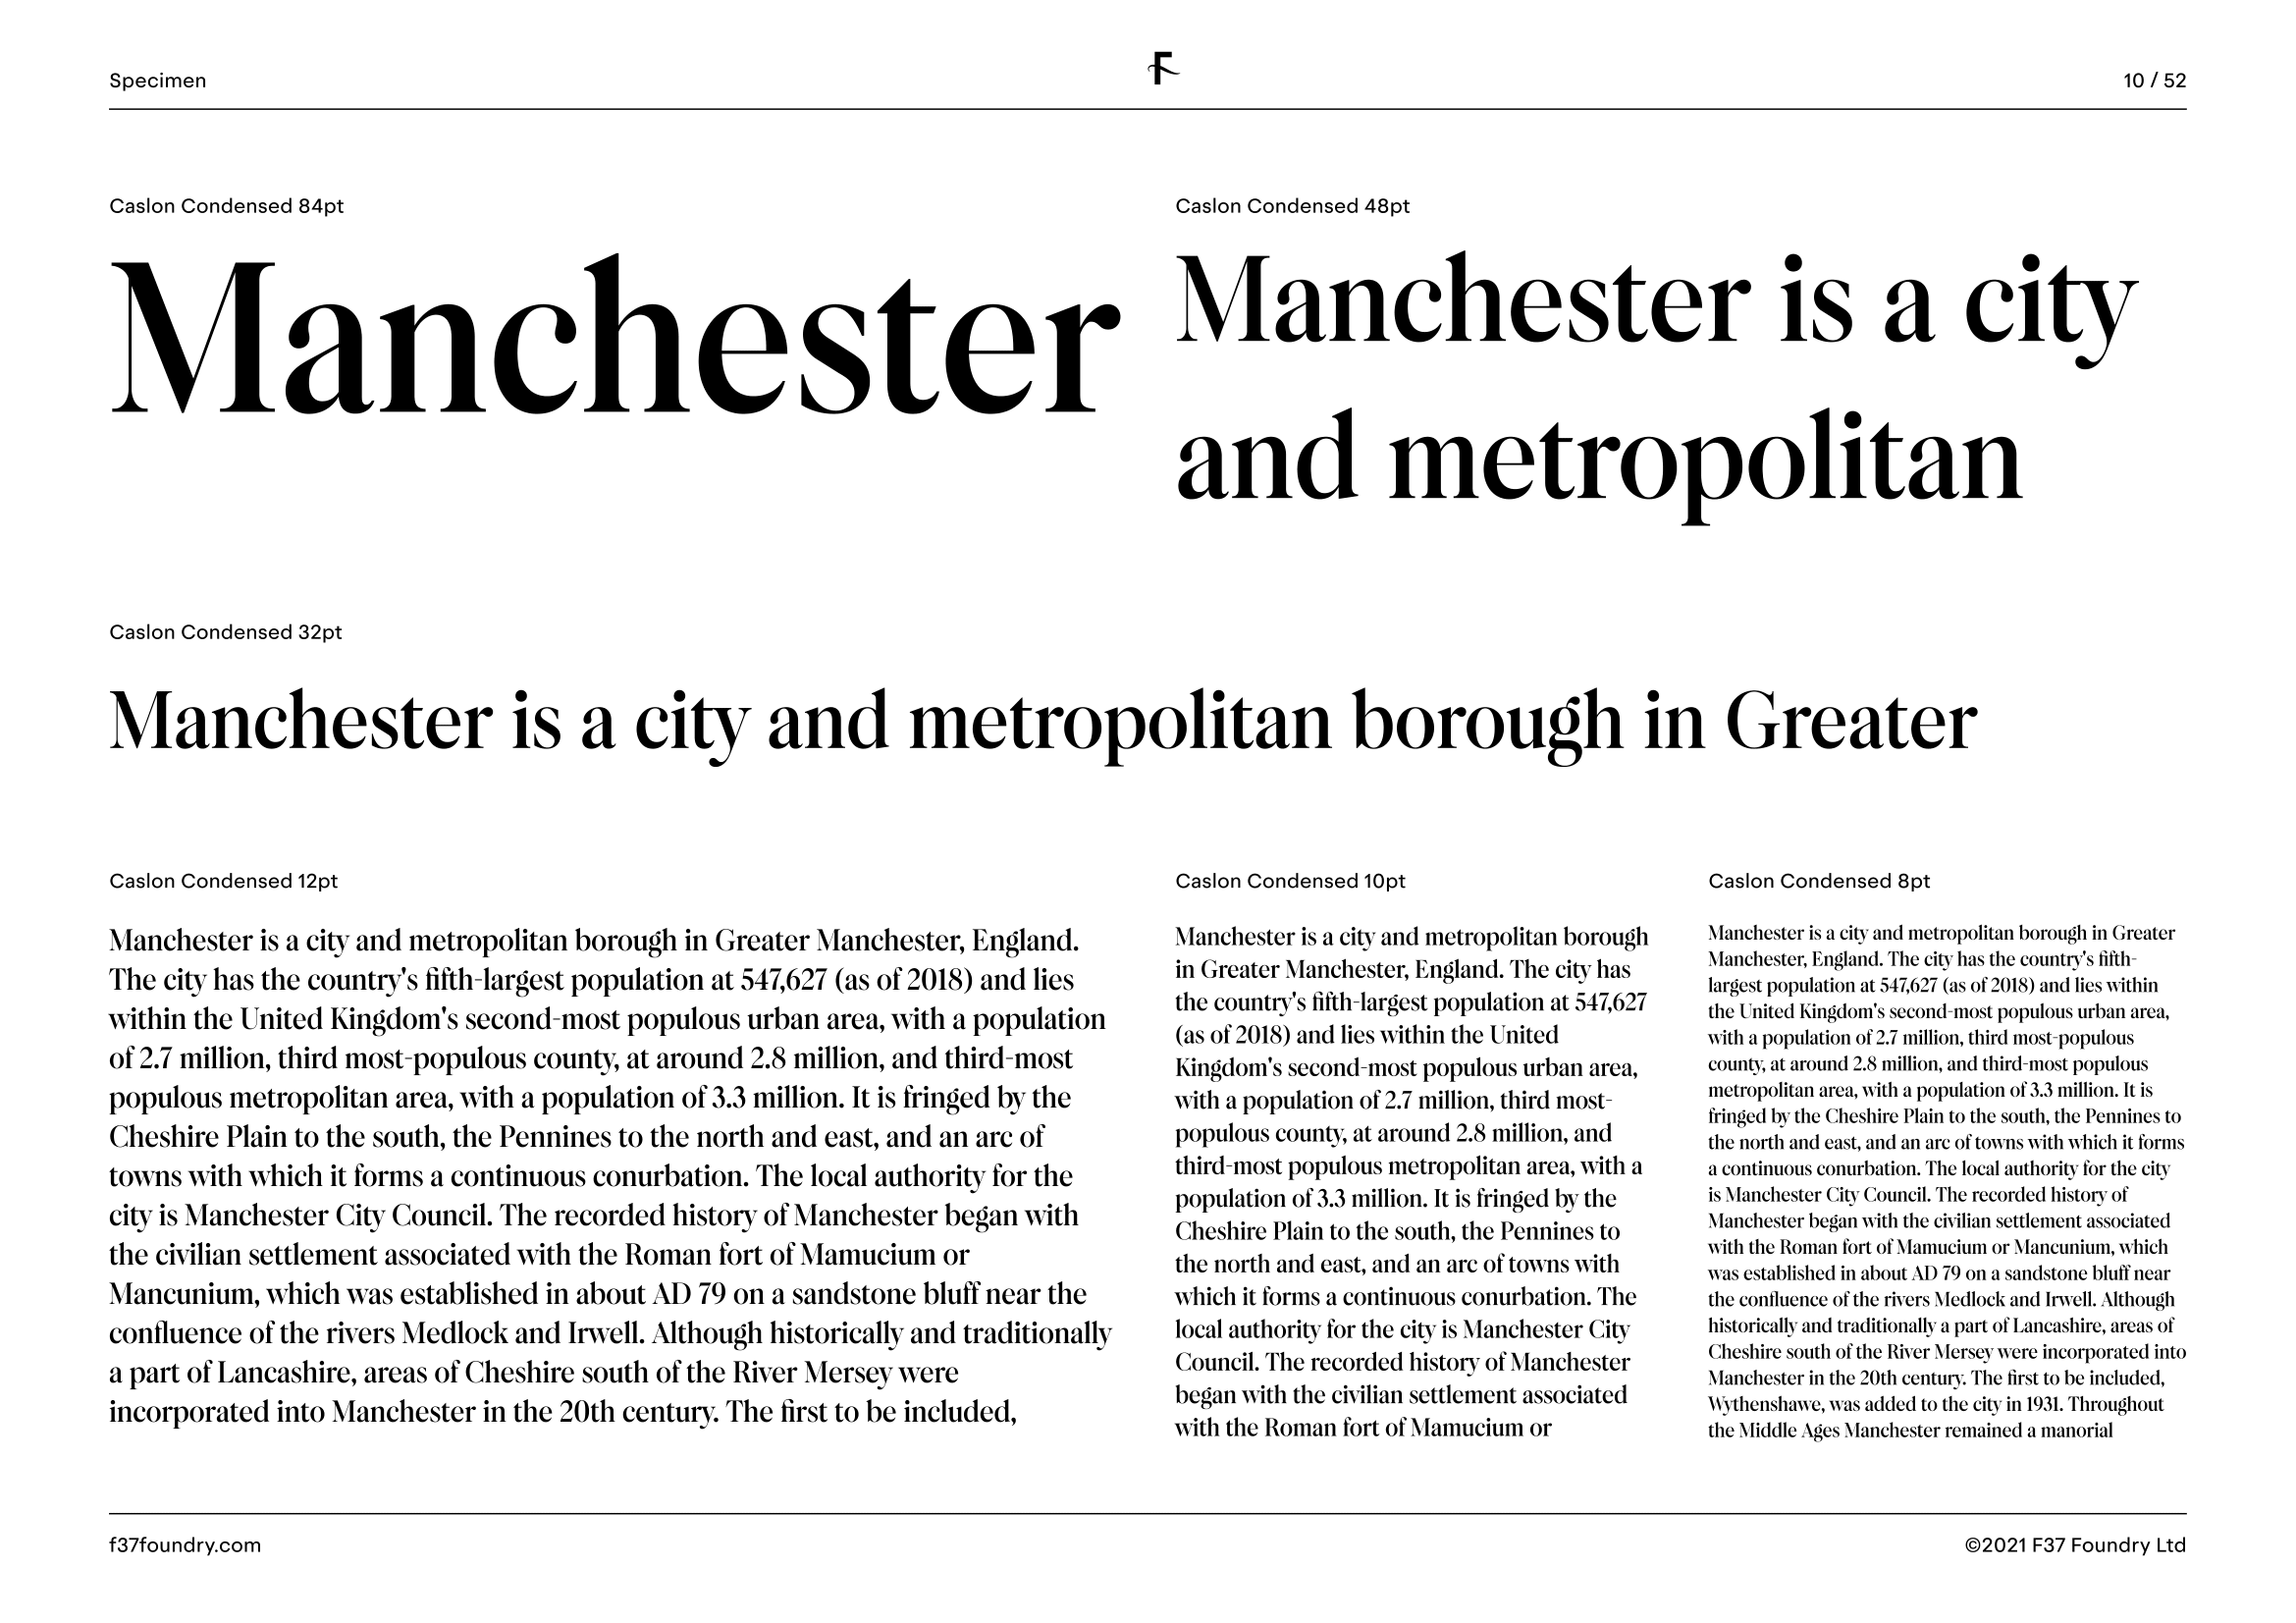 Specimen
F
10 / 52
Caslon Condensed 84pt
Manchester
Caslon Condensed 48pt
Manchester is a city
and metropolitan
Caslon Condensed 32pt
Manchester is a city and metropolitan borough in Greater
Caslon Condensed 12pt
Manchester is a city and metropolitan borough in Greater Manchester, England.
The city has the country's fifth-largest population at 547,627 (as of 2018) and lies
within the United Kingdom's second-most populous urban area, with a population
of 2.7 million, third most-populous county, at around 2.8 million, and third-most
populous metropolitan area, with a population of 3.3 million. It is fringed by the
Cheshire Plain to the south, the Pennines to the north and east, and an arc of
towns with which it forms a continuous conurbation. The local authority for the
city is Manchester City Council. The recorded history of Manchester began with
the civilian settlement associated with the Roman fort of Mamucium or
Mancunium, which was established in about AD 79 on a sandstone bluff near the
confluence of the rivers Medlock and Irwell. Although historically and traditionally
a part of Lancashire, areas of Cheshire south of the River Mersey were
incorporated into Manchester in the 20th century. The first to be included,
Caslon Condensed 10pt
Manchester is a city and metropolitan borough
in Greater Manchester, England. The city has
the country's fifth-largest population at 547,627
(as of 2018) and lies within the United
Kingdom's second-most populous urban area,
with a population of 2.7 million, third most-
populous county, at around 2.8 million, and
third-most populous metropolitan area, with a
population of 3.3 million. It is fringed by the
Cheshire Plain to the south, the Pennines to
the north and east, and an arc of towns with
which it forms a continuous conurbation. The
local authority for the city is Manchester City
Council. The recorded history of Manchester
began with the civilian settlement associated
with the Roman fort of Mamucium or
Caslon Condensed 8pt
Manchester is a city and metropolitan borough in Greater
Manchester, England. The city has the country's fifth-
largest population at 547,627 (as of 2018) and lies within
the United Kingdom's second-most populous urban area,
with a population of 2.7 million, third most-populous
county, at around 2.8 million, and third-most populous
metropolitan area, with a population of 3.3 million. It is
fringed by the Cheshire Plain to the south, the Pennines to
the north and east, and an arc of towns with which it forms
a continuous conurbation. The local authority for the city
is Manchester City Council. The recorded history of
Manchester began with the civilian settlement associated
with the Roman fort of Mamucium or Mancunium, which
was established in about AD 79 on a sandstone bluff near
the confluence of the rivers Medlock and Irwell. Although
historically and traditionally a part of Lancashire, areas of
Cheshire south of the River Mersey were incorporated into
Manchester in the 20th century. The first to be included,
Wythenshawe, was added to the city in 1931. Throughout
the Middle Ages Manchester remained a manorial
f37foundry.com
©2021 F37 Foundry Ltd